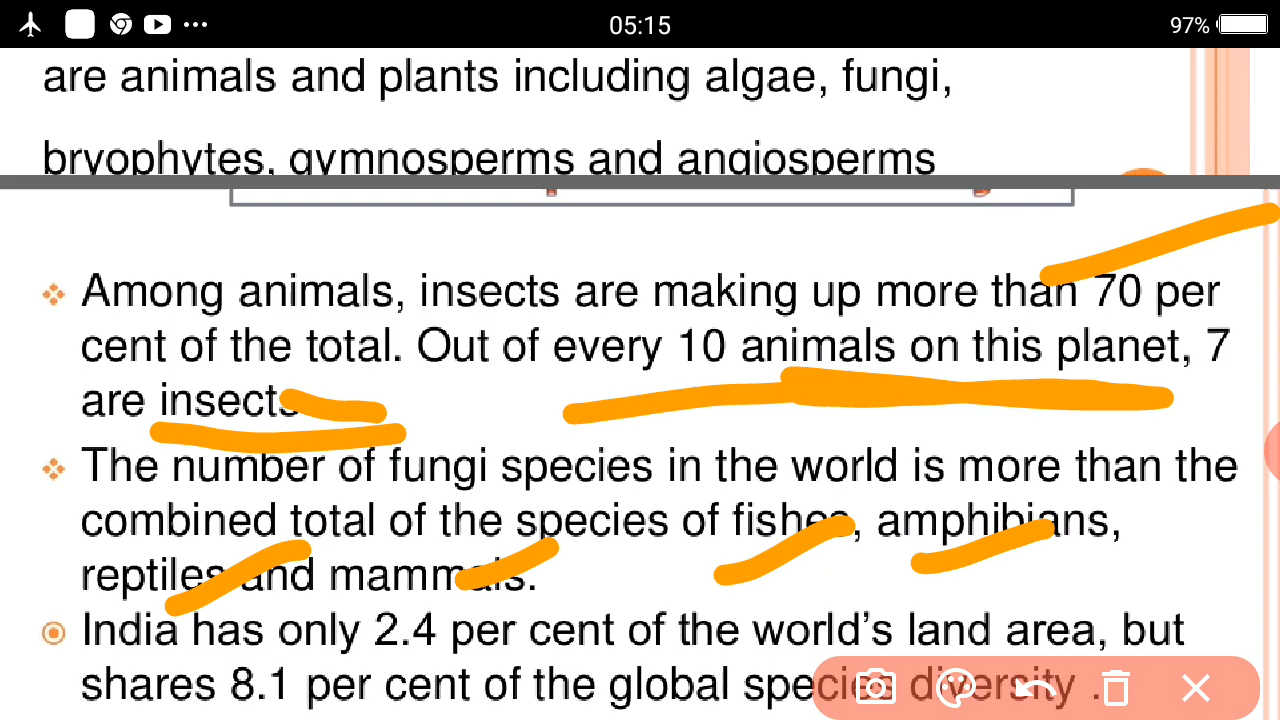 05:15
97%
are animals and plants including algae, fungi,
bryophytes, gymnosperms and angiosperms
Among animals, insects are making up more than 70 per
cent of the total. Out of every 10 animals on this planet, 7
are insects
The number of fungi species in the world is more than the
combined total of the species of fishes, amphibians,
reptiles and mammals.
India has only 2.4 per cent of the world’s land area, but
shares 8.1 per cent of the global species diversity .